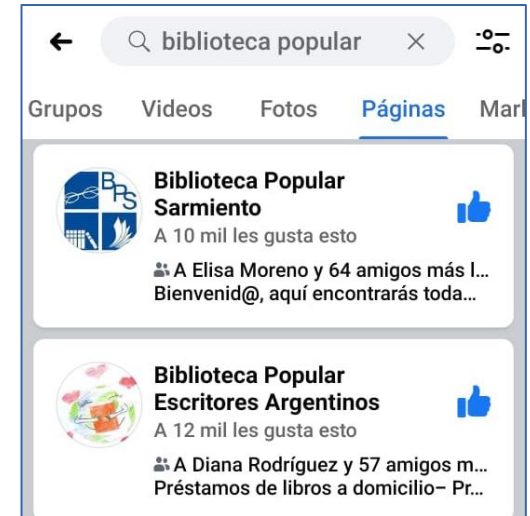 biblioteca popular
Grupos Videos Fotos Páginas Marl
BPS
Biblioteca Popular
Sarmiento
A 10 mil les gusta esto
A Elisa Moreno y 64 amigos más l...
Bienvenid@, aquí encontrarás toda...
Biblioteca Popular
Escritores Argentinos
A 12 mil les gusta esto
A Diana Rodríguez y 57 amigos m...
Préstamos de libros a domicilio– Pr...